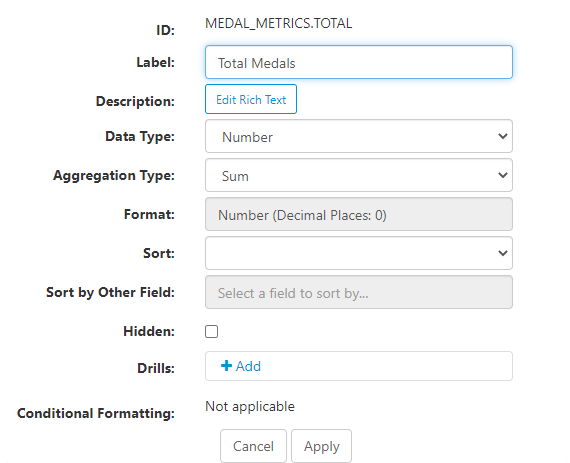 ID: MEDAL_METRICS.TOTAL
Label: Total Medals
Description: Edit Rich Text
Data Type: Number
Aggregation Type: Sum
Format: Number (Decimal Places: 0)
Sort:
Sort by Other Field: Select a field to sort by...
Hidden:
Drills: + Add
Conditional Formatting: Not applicable
Cancel Apply